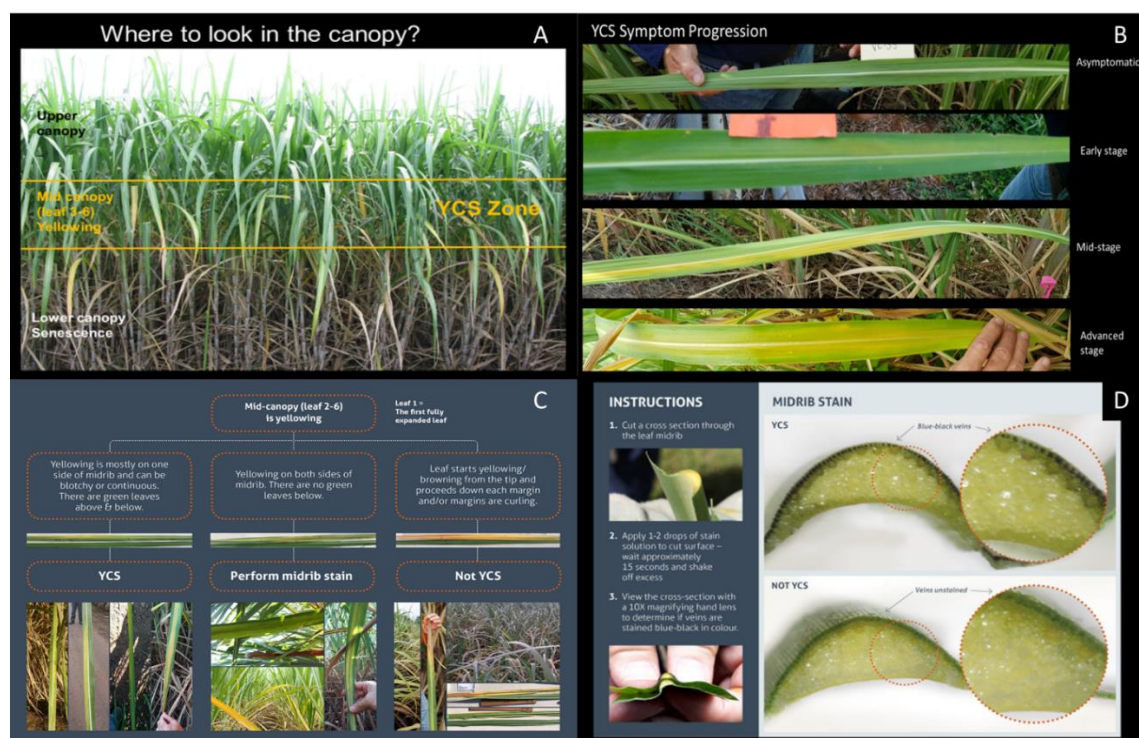 Where to look in the canopy?
A
Upper
canopy
Mid canopy
(leaf 3-6)
Yellowing
YCS Zone
Lower canopy
Senescence
YCS Symptom Progression
B
Asymptomatic
Early stage
Mid-stage
Advanced
stage
C
Mid-canopy (leaf 2-6)
is yellowing
Leaf 1 =
The first fully
expanded leaf
Yellowing is mostly on one
side of midrib and can be
blotchy or continuous.
There are green leaves
above & below.
Yellowing on both sides of
midrib. There are no green
leaves below.
Leaf starts yellowing/
browning from the tip and
proceeds down each margin
and/or margins are curling.
YCS
Perform midrib stain
Not YCS
D
INSTRUCTIONS
1. Cut a cross section through
the leaf midrib
2. Apply 1-2 drops of stain
solution to cut surface –
wait approximately
15 seconds and shake
off excess
3. View the cross-section with
a 10X magnifying hand lens
to determine if veins are
stained blue-black in colour.
MIDRIB STAIN
YCS
Blue-black veins
NOT YCS
Veins unstained